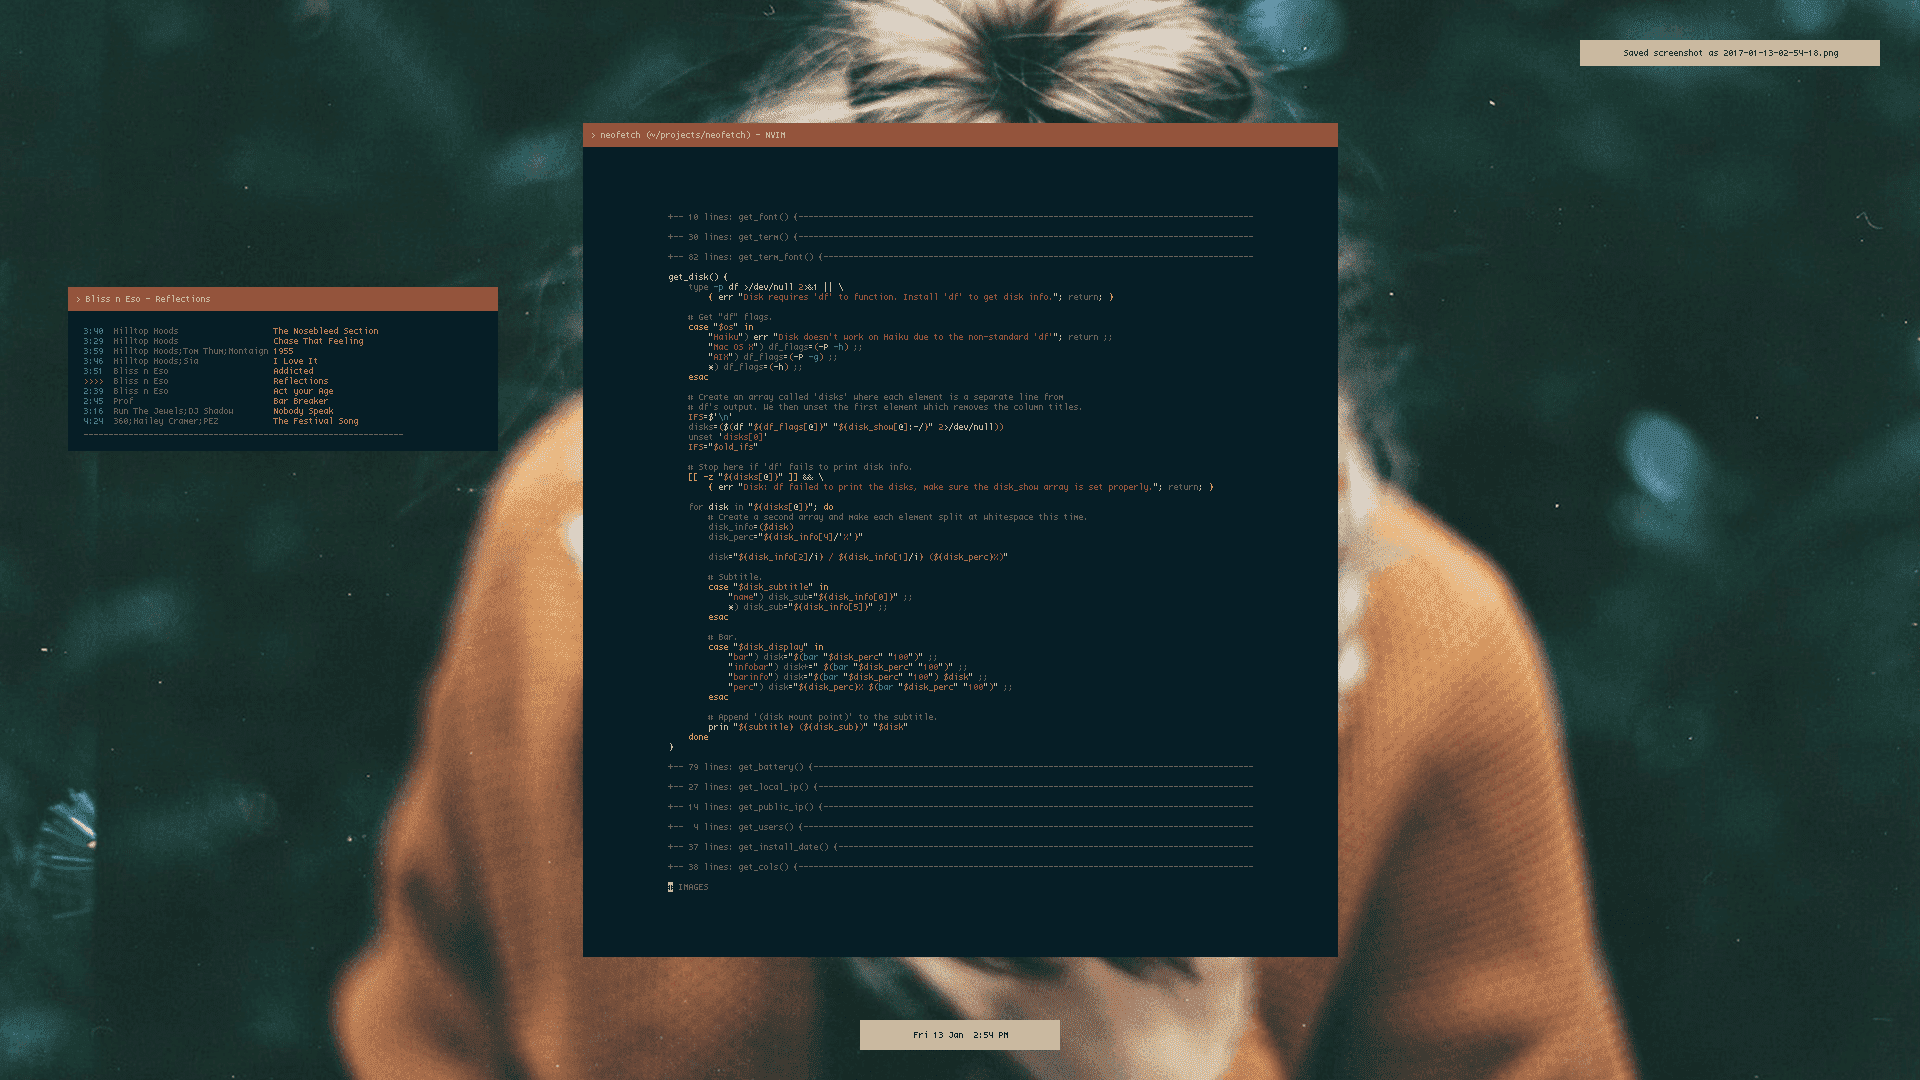 Saved screenshot as 2017-01-13-02-54-18.png
> neofetch (~/projects/neofetch) - NVIM
+-- 10 lines: get_font() {
+-- 30 lines: get_term() {
+-- 82 lines: get_term_font() {
get_disk() {
type -p df >/dev/null 2>&1 || \
{ err "Disk requires 'df' to function. Install 'df' to get disk info."; return; }
# Get "df" flags.
case "$os" in
"Haiku") err "Disk doesn't work on Haiku due to the non-standard 'df'"; return ;;
"Mac OS X") df_flags=(-P -h) ;;
"AIX") df_flags=(-P -g) ;;
*) df_flags=(-h) ;;
esac
# Create an array called 'disks' where each element is a separate line from
# df's output. We then unset the first element which removes the column titles.
IFS=$'\n'
disks=($(df "${df_flags[@]}" "${disk_show[@]:-/}" 2>/dev/null))
unset 'disks[0]'
IFS="$old_ifs"
# Stop here if 'df' fails to print disk info.
[[ -z "${disks[@]}" ]] && \
{ err "Disk: df failed to print the disks, make sure the disk_show array is set properly."; return; }
for disk in "${disks[@]}"; do
# Create a second array and make each element split at whitespace this time.
disk_info=($disk)
disk_perc="${disk_info[4]/'%'}"
disk="${disk_info[2]/i} / ${disk_info[1]/i} (${disk_perc}%)"
# Subtitle.
case "$disk_subtitle" in
"name") disk_sub="${disk_info[0]}" ;;
*) disk_sub="${disk_info[5]}" ;;
esac
# Bar.
case "$disk_display" in
"bar") disk="$(bar "$disk_perc" "100")" ;;
"infobar") disk+=" $(bar "$disk_perc" "100")" ;;
"barinfo") disk="$(bar "$disk_perc" "100") $disk" ;;
"perc") disk="${disk_perc}% $(bar "$disk_perc" "100")" ;;
esac
# Append '(disk mount point)' to the subtitle.
prin "${subtitle} (${disk_sub})" "$disk"
done
}
+-- 79 lines: get_battery() {
+-- 27 lines: get_local_ip() {
+-- 14 lines: get_public_ip() {
+-- 4 lines: get_users() {
+-- 37 lines: get_install_date() {
+-- 38 lines: get_cols() {
# IMAGES
> Bliss n Eso - Reflections
3:40 Hilltop Hoods The Nosebleed Section
3:29 Hilltop Hoods Chase That Feeling
3:59 Hilltop Hoods;Tom Thum;Montaign 1955
3:46 Hilltop Hoods;Sia I Love It
3:51 Bliss n Eso Addicted
>>>> Bliss n Eso Reflections
2:39 Bliss n Eso Act your Age
2:45 Prof Bar Breaker
3:16 Run The Jewels;DJ Shadow Nobody Speak
4:24 360;Hailey Cramer;PEZ The Festival Song
Fri 13 Jan 2:54 PM